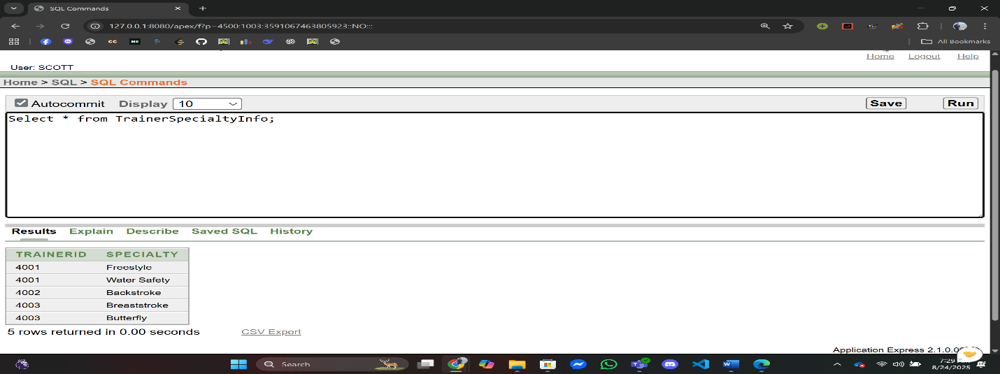 SQL Commands
127.0.0.1:8080/apex/f?p=4500:1003:3591067463805923::NO:::
All Bookmarks
Home Logout Help
User: SCOTT
Home > SQL > SQL Commands
Autocommit Display 10 Save Run
Select * from TrainerSpecialtyInfo;
Results Explain Describe Saved SQL History
TRAINERID SPECIALTY
4001 Freestyle
4001 Water Safety
4002 Backstroke
4003 Breaststroke
4003 Butterfly
5 rows returned in 0.00 seconds CSV Export
Application Express 2.1.0.0
Search
7:29
8/24/2025